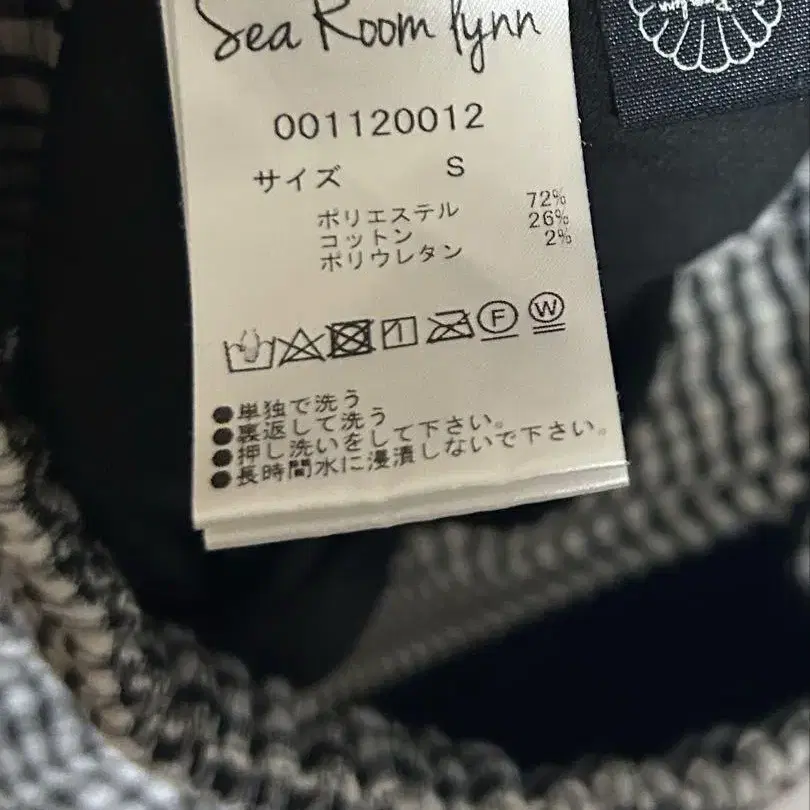 Sea Room lynn
001120012
サイズ S
ポリエステル 72%
コットン 26%
ポリウレタン 2%
F W
●単独で洗う
●裏返して洗う
●押し洗いをして下さい。
●長時間水に浸漬しないで下さい。